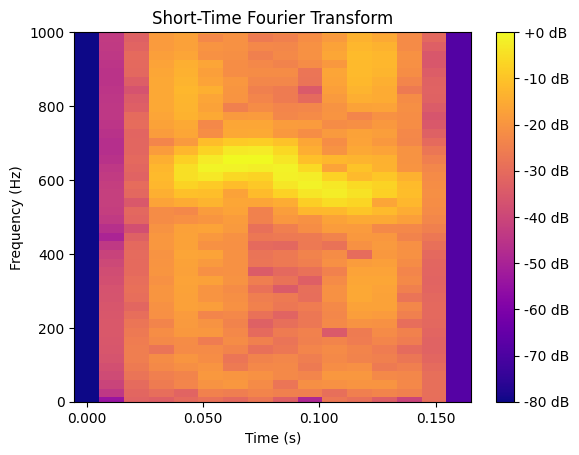 Short-Time Fourier Transform
Frequency (Hz)
1000
800
600
400
200
0
0.000
0.050
0.100
0.150
Time (s)
+0 dB
-10 dB
-20 dB
-30 dB
-40 dB
-50 dB
-60 dB
-70 dB
-80 dB